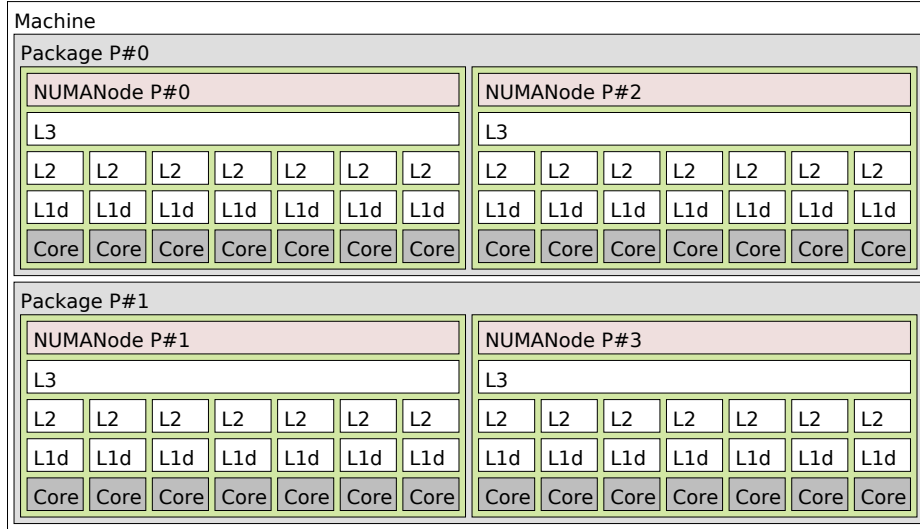 Machine
Package P#0
NUMANode P#0 NUMANode P#2
L3 L3
L2 L2 L2 L2 L2 L2 L2 L2 L2 L2 L2 L2 L2 L2
L1d L1d L1d L1d L1d L1d L1d L1d L1d L1d L1d L1d L1d L1d
Core Core Core Core Core Core Core Core Core Core Core Core Core Core
Package P#1
NUMANode P#1 NUMANode P#3
L3 L3
L2 L2 L2 L2 L2 L2 L2 L2 L2 L2 L2 L2 L2 L2
L1d L1d L1d L1d L1d L1d L1d L1d L1d L1d L1d L1d L1d L1d
Core Core Core Core Core Core Core Core Core Core Core Core Core Core